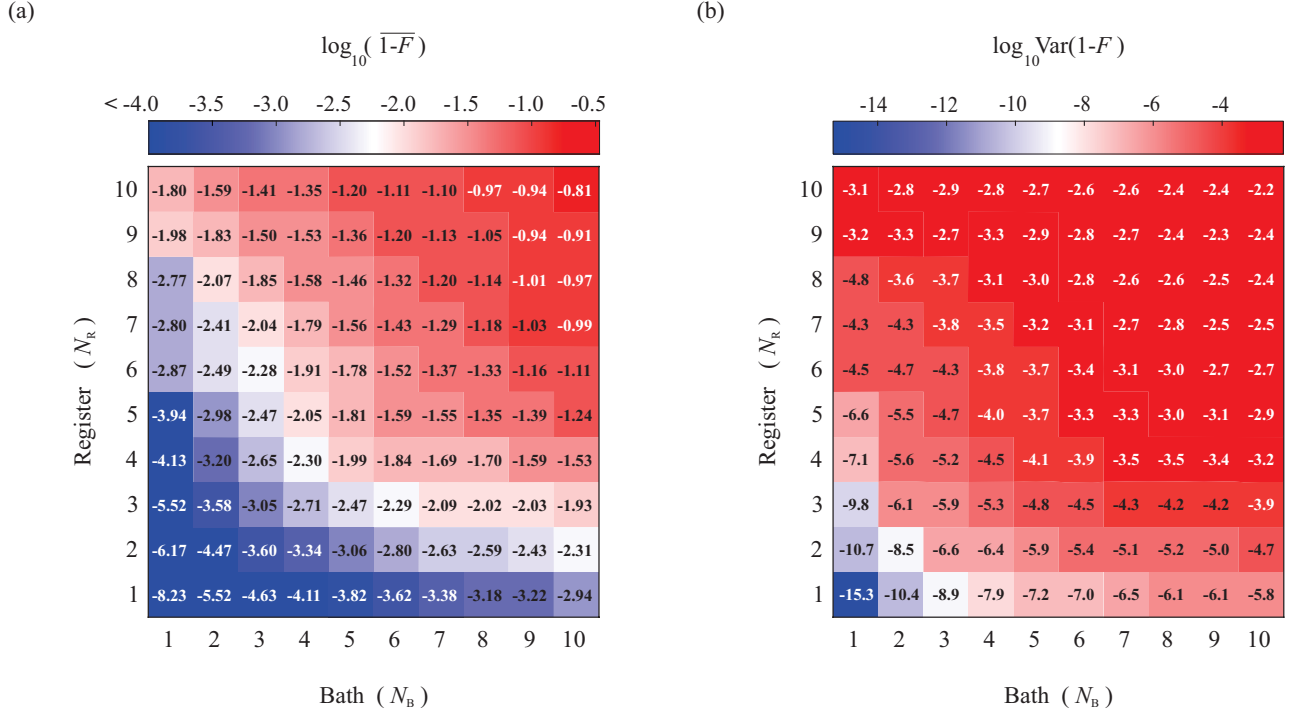 (a)
(b)
log10( 1-F )
log10Var(1-F)
< -4.0 -3.5 -3.0 -2.5 -2.0 -1.5 -1.0 -0.5
-14 -12 -10 -8 -6 -4
10 -1.80 -1.59 -1.41 -1.35 -1.20 -1.11 -1.10 -0.97 -0.94 -0.81
9 -1.98 -1.83 -1.50 -1.53 -1.36 -1.20 -1.13 -1.05 -0.94 -0.91
8 -2.77 -2.07 -1.85 -1.58 -1.46 -1.32 -1.20 -1.14 -1.01 -0.97
7 -2.80 -2.41 -2.04 -1.79 -1.56 -1.43 -1.29 -1.18 -1.03 -0.99
6 -2.87 -2.49 -2.28 -1.91 -1.78 -1.52 -1.37 -1.33 -1.16 -1.11
5 -3.94 -2.98 -2.47 -2.05 -1.81 -1.59 -1.55 -1.35 -1.39 -1.24
4 -4.13 -3.20 -2.65 -2.30 -1.99 -1.84 -1.69 -1.70 -1.59 -1.53
3 -5.52 -3.58 -3.05 -2.71 -2.47 -2.29 -2.09 -2.02 -2.03 -1.93
2 -6.17 -4.47 -3.60 -3.34 -3.06 -2.80 -2.63 -2.59 -2.43 -2.31
1 -8.23 -5.52 -4.63 -4.11 -3.82 -3.62 -3.38 -3.18 -3.22 -2.94
1 2 3 4 5 6 7 8 9 10
Register ( NR )
Bath ( NB )
10 -3.1 -2.8 -2.9 -2.8 -2.7 -2.6 -2.6 -2.4 -2.4 -2.2
9 -3.2 -3.3 -2.7 -3.3 -2.9 -2.8 -2.7 -2.4 -2.3 -2.4
8 -4.8 -3.6 -3.7 -3.1 -3.0 -2.8 -2.6 -2.6 -2.5 -2.4
7 -4.3 -4.3 -3.8 -3.5 -3.2 -3.1 -2.7 -2.8 -2.5 -2.5
6 -4.5 -4.7 -4.3 -3.8 -3.7 -3.4 -3.1 -3.0 -2.7 -2.7
5 -6.6 -5.5 -4.7 -4.0 -3.7 -3.3 -3.3 -3.0 -3.1 -2.9
4 -7.1 -5.6 -5.2 -4.5 -4.1 -3.9 -3.5 -3.5 -3.4 -3.2
3 -9.8 -6.1 -5.9 -5.3 -4.8 -4.5 -4.3 -4.2 -4.2 -3.9
2 -10.7 -8.5 -6.6 -6.4 -5.9 -5.4 -5.1 -5.2 -5.0 -4.7
1 -15.3 -10.4 -8.9 -7.9 -7.2 -7.0 -6.5 -6.1 -6.1 -5.8
1 2 3 4 5 6 7 8 9 10
Register ( NR )
Bath ( NB )